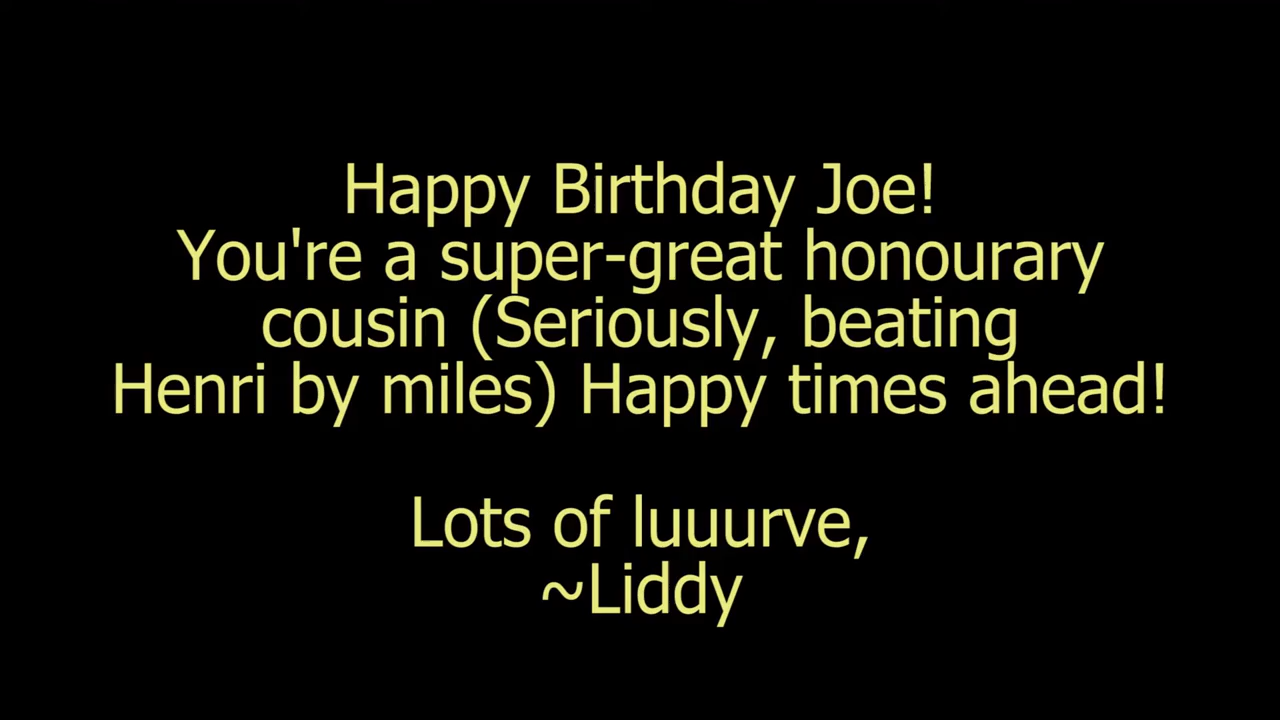 Happy Birthday Joe!
You're a super-great honourary
cousin (Seriously, beating
Henri by miles) Happy times ahead!
Lots of luuurve,
~Liddy